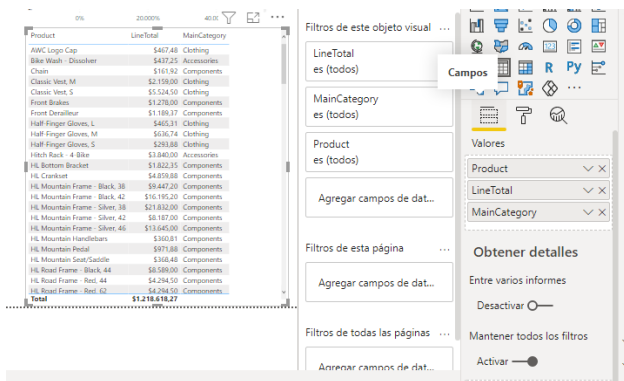 0% 20.000% 40.00
Product LineTotal MainCategory
AWC Logo Cap $467,48 Clothing
Bike Wash - Dissolver $437,25 Accessories
Chain $161,92 Components
Classic Vest, M $2.159,00 Clothing
Classic Vest, S $5.524,50 Clothing
Front Brakes $1.278,00 Components
Front Derailleur $1.189,37 Components
Half-Finger Gloves, L $465,31 Clothing
Half-Finger Gloves, M $636,74 Clothing
Half-Finger Gloves, S $293,88 Clothing
Hitch Rack - 4-Bike $3.840,00 Accessories
HL Bottom Bracket $1.822,35 Components
HL Crankset $4.859,88 Components
HL Mountain Frame - Black, 38 $9.447,20 Components
HL Mountain Frame - Black, 42 $16.195,20 Components
HL Mountain Frame - Silver, 38 $21.832,00 Components
HL Mountain Frame - Silver, 42 $8.187,00 Components
HL Mountain Frame - Silver, 46 $13.645,00 Components
HL Mountain Handlebars $360,81 Components
HL Mountain Pedal $971,88 Components
HL Mountain Seat/Saddle $368,48 Components
HL Road Frame - Black, 44 $8.589,00 Components
HL Road Frame - Red, 44 $4.294,50 Components
HL Road Frame - Red, 62 $4.294,50 Components
Total $1.218.618,27
Filtros de este objeto visual ...
LineTotal
es (todos)
MainCategory
es (todos)
Product
es (todos)
Agregar campos de dat...
Filtros de esta página ...
Agregar campos de dat...
Filtros de todas las páginas ...
Agregar campos de dat...
R Py
Campos
...
Valores
Product
LineTotal
MainCategory
Obtener detalles
Entre varios informes
Desactivar
Mantener todos los filtros
Activar